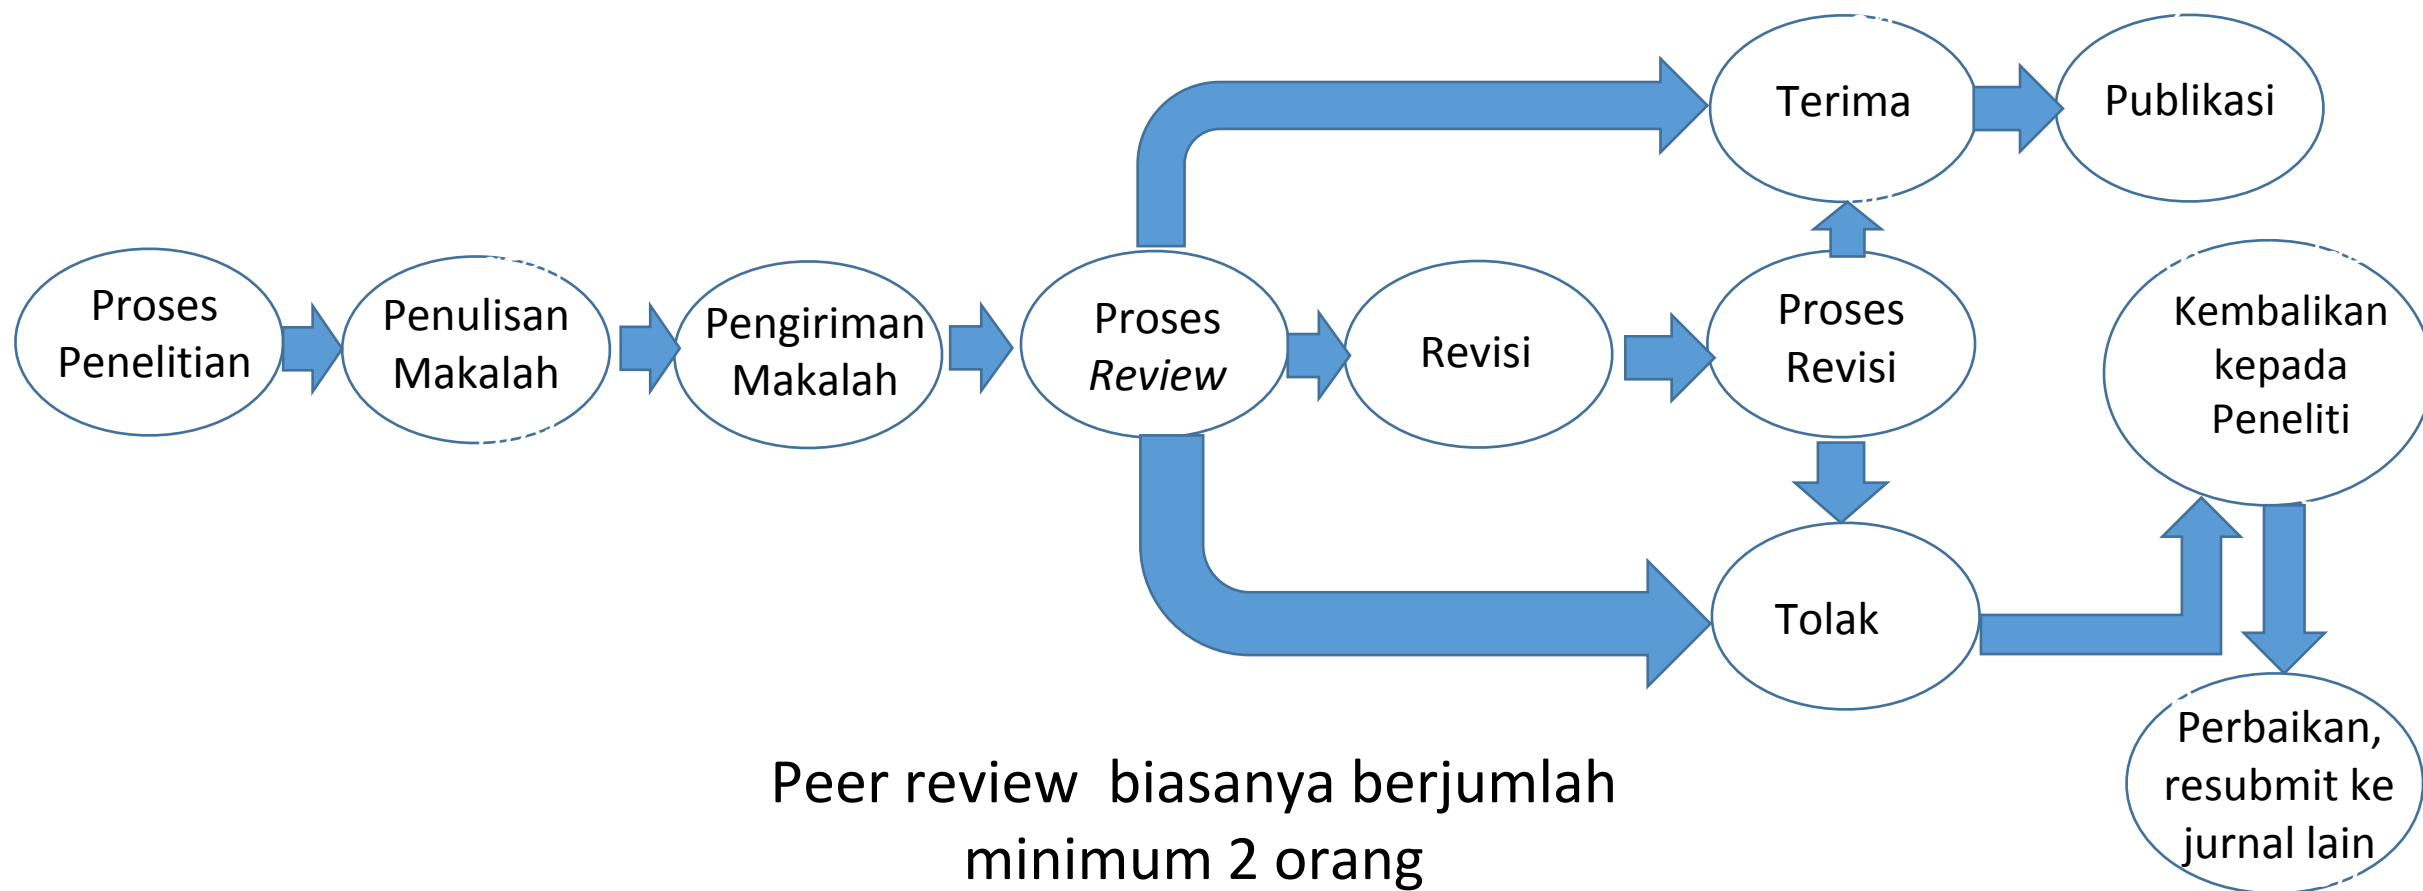 Proses
Penelitian
Penulisan
Makalah
Pengiriman
Makalah
Proses
Review
Revisi
Proses
Revisi
Terima
Publikasi
Tolak
Kembalikan
kepada
Peneliti
Perbaikan,
resubmit ke
jurnal lain
Peer review  biasanya berjumlah
minimum 2 orang